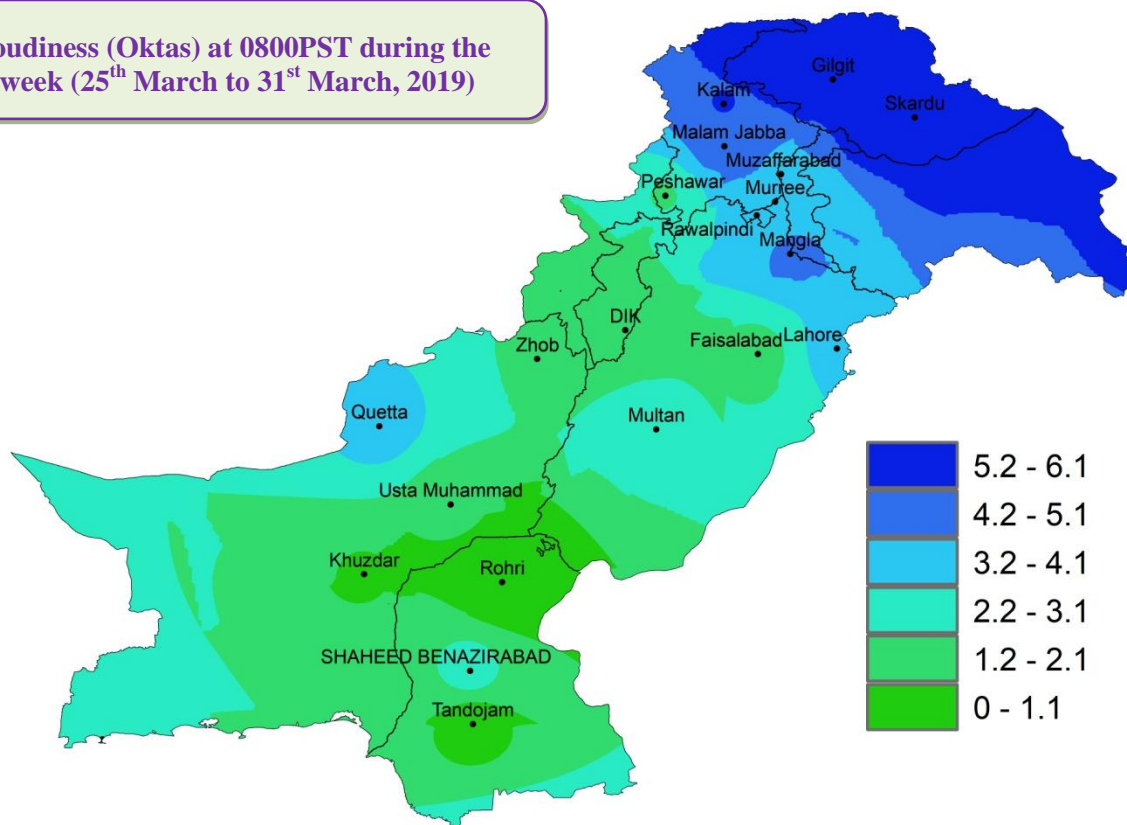 oudiness (Oktas) at 0800PST during the
week (25th March to 31st March, 2019)
Gilgit
Kalam
Skardu
Malam Jabba
Muzaffarabad
Peshawar
Murree
Rawalpindi
Mangla
DIK
Zhob
Faisalabad
Lahore
Quetta
Multan
Usta Muhammad
Khuzdar
Rohri
SHAHEED BENAZIRABAD
Tandojam
5.2 - 6.1
4.2 - 5.1
3.2 - 4.1
2.2 - 3.1
1.2 - 2.1
0 - 1.1